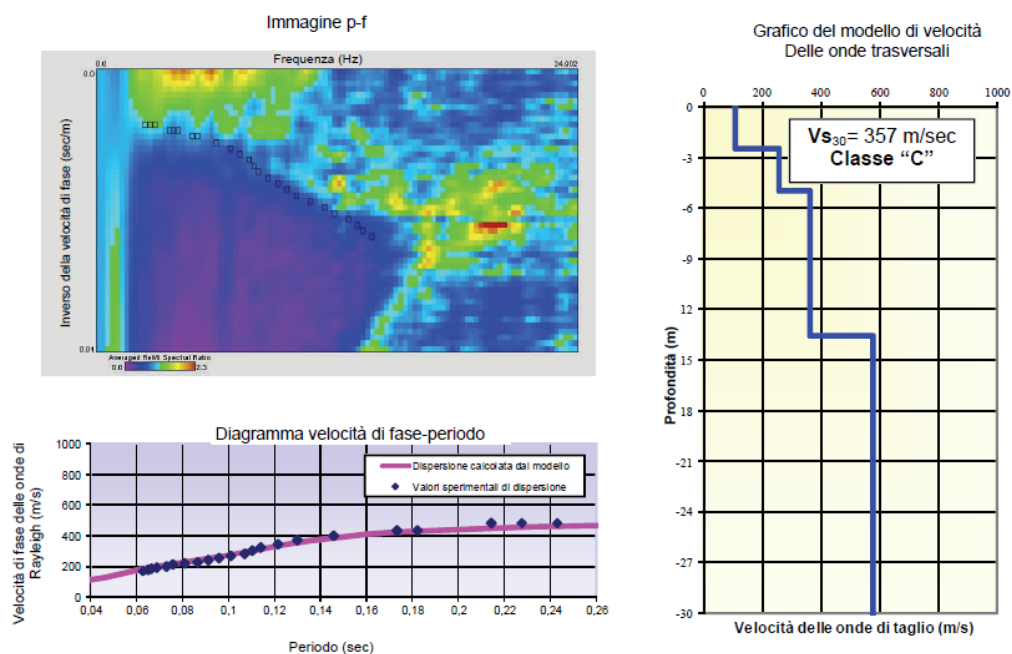 Immagine p-f
Frequenza (Hz)
0.0
24.902
0.0
Inverso della velocità di fase (sec/m)
0.01
Averaged ReMi Spectral Ratio
0.0
2.3
Diagramma velocità di fase-periodo
Velocità di fase delle onde di
Rayleigh (m/s)
1000
800
600
400
200
0
Dispersione calcolata dal modello
Valori sperimentali di dispersione
0,04 0,06 0,08 0,1 0,12 0,14 0,16 0,18 0,2 0,22 0,24 0,26
Periodo (sec)
Grafico del modello di velocità
Delle onde trasversali
0 200 400 600 800 1000
Vs30= 357 m/sec
Classe “C”
0
-3
-6
-9
12
15
18
-21
-24
-27
-30
Profondità (m)
Velocità delle onde di taglio (m/s)